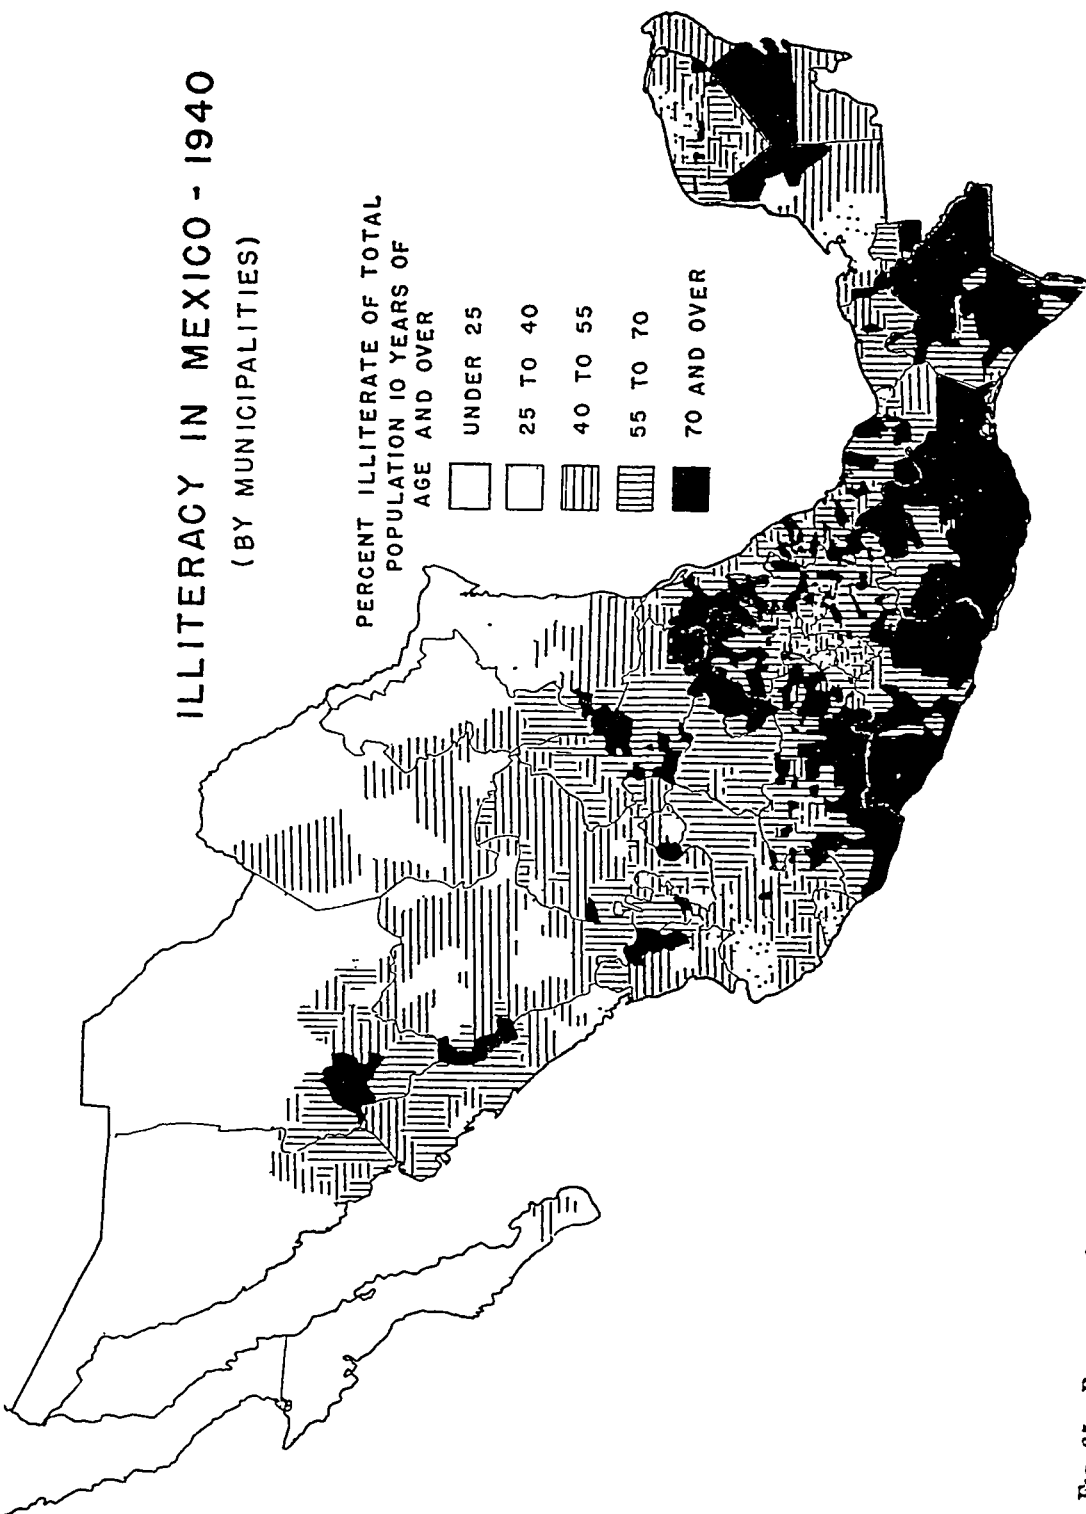 ILLITERACY IN MEXICO - 1940
(BY MUNICIPALITIES)
PERCENT ILLITERATE OF TOTAL
POPULATION 10 YEARS OF
AGE AND OVER
UNDER 25
25 TO 40
40 TO 55
55 TO 70
70 AND OVER